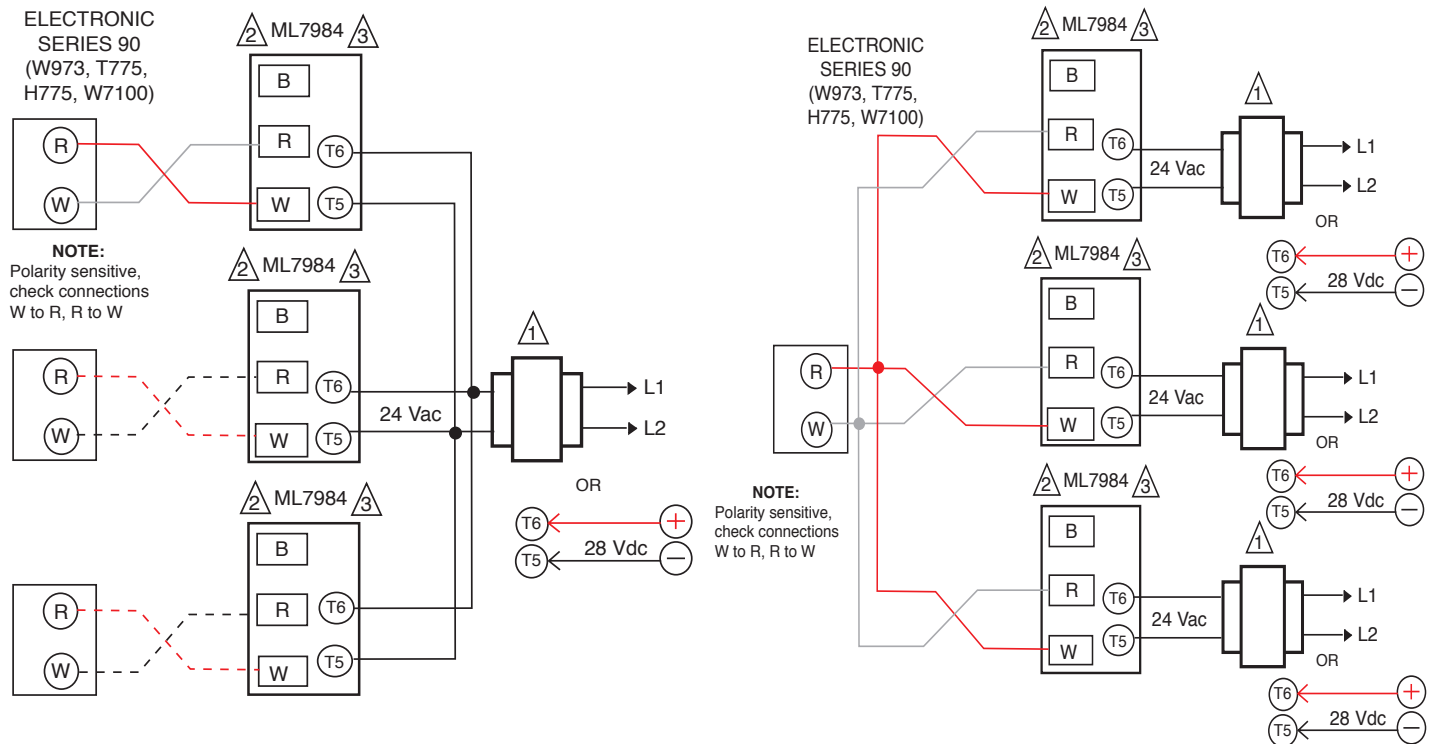 ELECTRONIC
SERIES 90
(W973, T775,
H775, W7100)
2 ML7984 3
B
R
T6
W
T5
R
W
NOTE:
Polarity sensitive,
check connections
W to R, R to W
2 ML7984 3
B
R
T6
W
T5
R
W
24 Vac
1
L1
L2
OR
T6 +
T5 28 Vdc −
2 ML7984 3
B
R
T6
W
T5
R
W
ELECTRONIC
SERIES 90
(W973, T775,
H775, W7100)
2 ML7984 3
B
R
T6
W
T5
24 Vac
1
L1
L2
OR
T6 +
T5 28 Vdc −
R
W
NOTE:
Polarity sensitive,
check connections
W to R, R to W
2 ML7984 3
B
R
T6
W
T5
24 Vac
1
L1
L2
OR
T6 +
T5 28 Vdc −
2 ML7984 3
B
R
T6
W
T5
24 Vac
1
L1
L2
OR
T6 +
T5 28 Vdc −